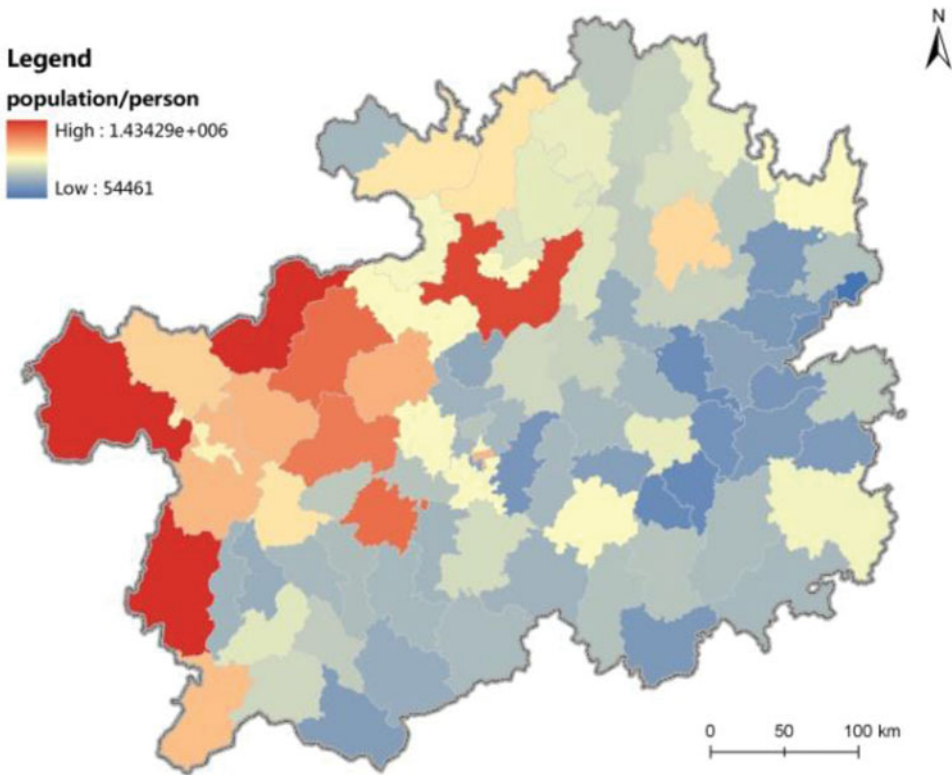 N
Legend
population/person
High : 1.43429e+006
Low : 54461
0 50 100 km